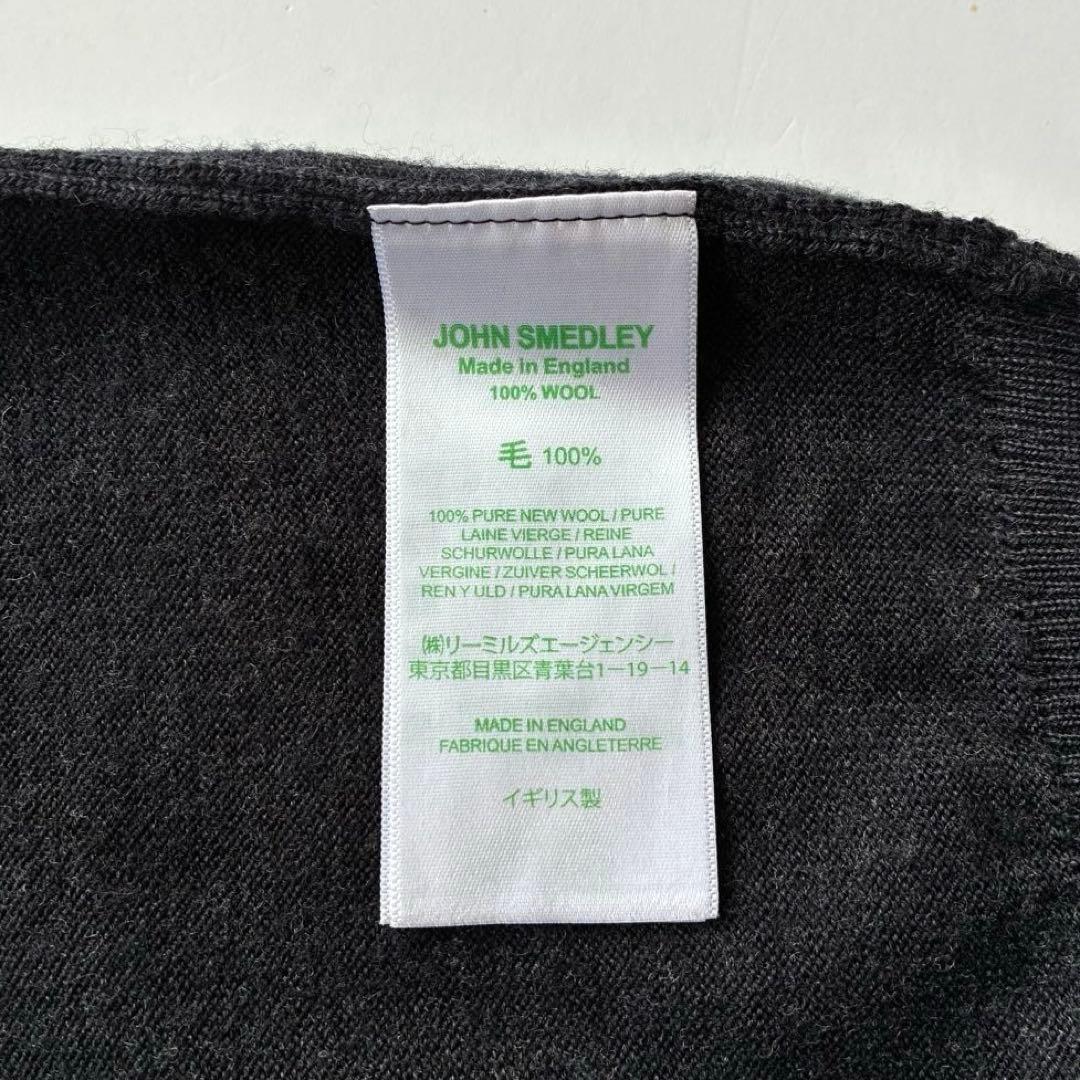 JOHN SMEDLEY
Made in England
100% WOOL
毛 100%
100% PURE NEW WOOL / PURE
LAINE VIERGE / REINE
SCHURWOLLE / PURA LANA
VERGINE / ZUIVER SCHEERWOL /
REN Y ULD / PURA LANA VIRGEM
㈱リーミルズエージェンシー
東京都目黒区青葉台1－19－14
MADE IN ENGLAND
FABRIQUE EN ANGLETERRE
イギリス製